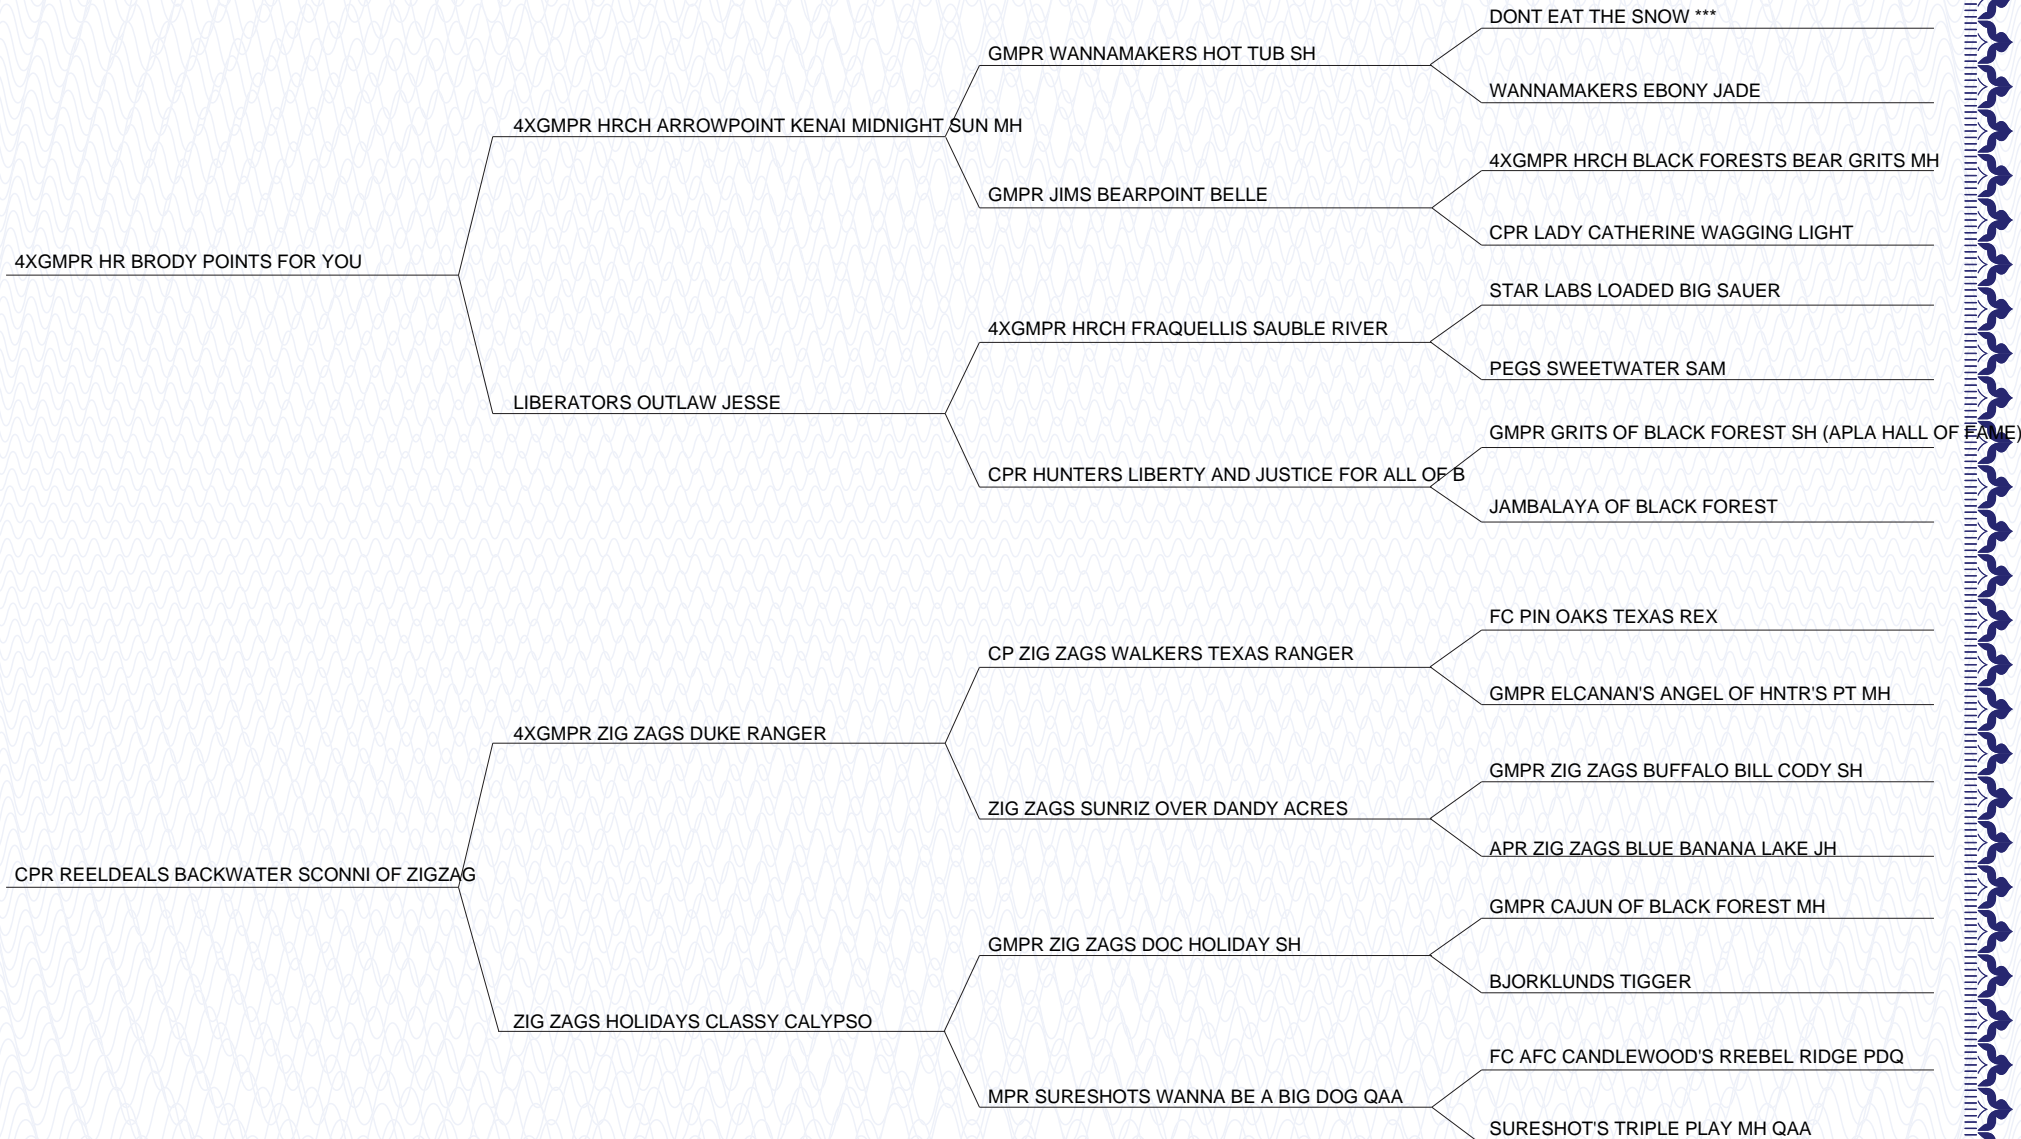 DONT EAT THE SNOW ***
GMPR WANNAMAKERS HOT TUB SH
WANNAMAKERS EBONY JADE
4XGMPR HRCH ARROWPOINT KENAI MIDNIGHT SUN MH
4XGMPR HRCH BLACK FORESTS BEAR GRITS MH
GMPR JIMS BEARPOINT BELLE
CPR LADY CATHERINE WAGGING LIGHT
4XGMPR HR BRODY POINTS FOR YOU
STAR LABS LOADED BIG SAUER
4XGMPR HRCH FRAQUELLIS SAUBLE RIVER
PEGS SWEETWATER SAM
LIBERATORS OUTLAW JESSE
GMPR GRITS OF BLACK FOREST SH (APLA HALL OF FAME)
CPR HUNTERS LIBERTY AND JUSTICE FOR ALL OF B
JAMBALAYA OF BLACK FOREST
FC PIN OAKS TEXAS REX
CP ZIG ZAGS WALKERS TEXAS RANGER
GMPR ELCANAN'S ANGEL OF HNTR'S PT MH
4XGMPR ZIG ZAGS DUKE RANGER
GMPR ZIG ZAGS BUFFALO BILL CODY SH
ZIG ZAGS SUNRIZ OVER DANDY ACRES
APR ZIG ZAGS BLUE BANANA LAKE JH
CPR REELDEALS BACKWATER SCONNI OF ZIGZAG
GMPR CAJUN OF BLACK FOREST MH
GMPR ZIG ZAGS DOC HOLIDAY SH
BJORKLUNDS TIGGER
ZIG ZAGS HOLIDAYS CLASSY CALYPSO
FC AFC CANDLEWOOD'S RREBEL RIDGE PDQ
MPR SURESHOTS WANNA BE A BIG DOG QAA
SURESHOT'S TRIPLE PLAY MH QAA